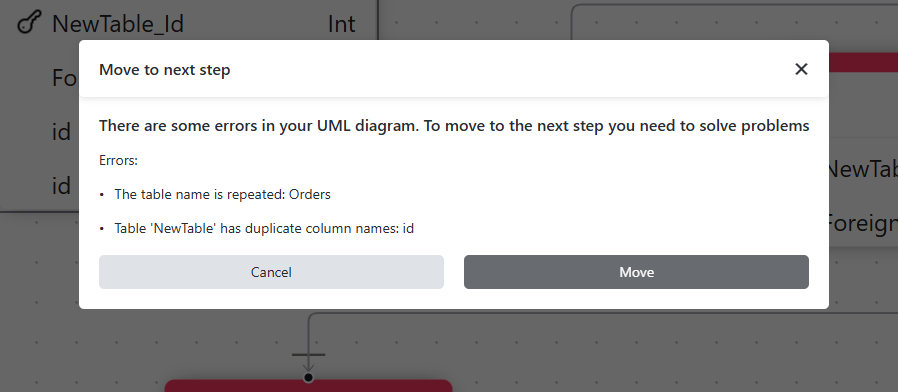 NewTable_Id Int
Move to next step
Fo
There are some errors in your UML diagram. To move to the next step you need to solve problems
id
Errors:
NewTab
• The table name is repeated: Orders
id
Foreign
• Table 'NewTable' has duplicate column names: id
Cancel Move